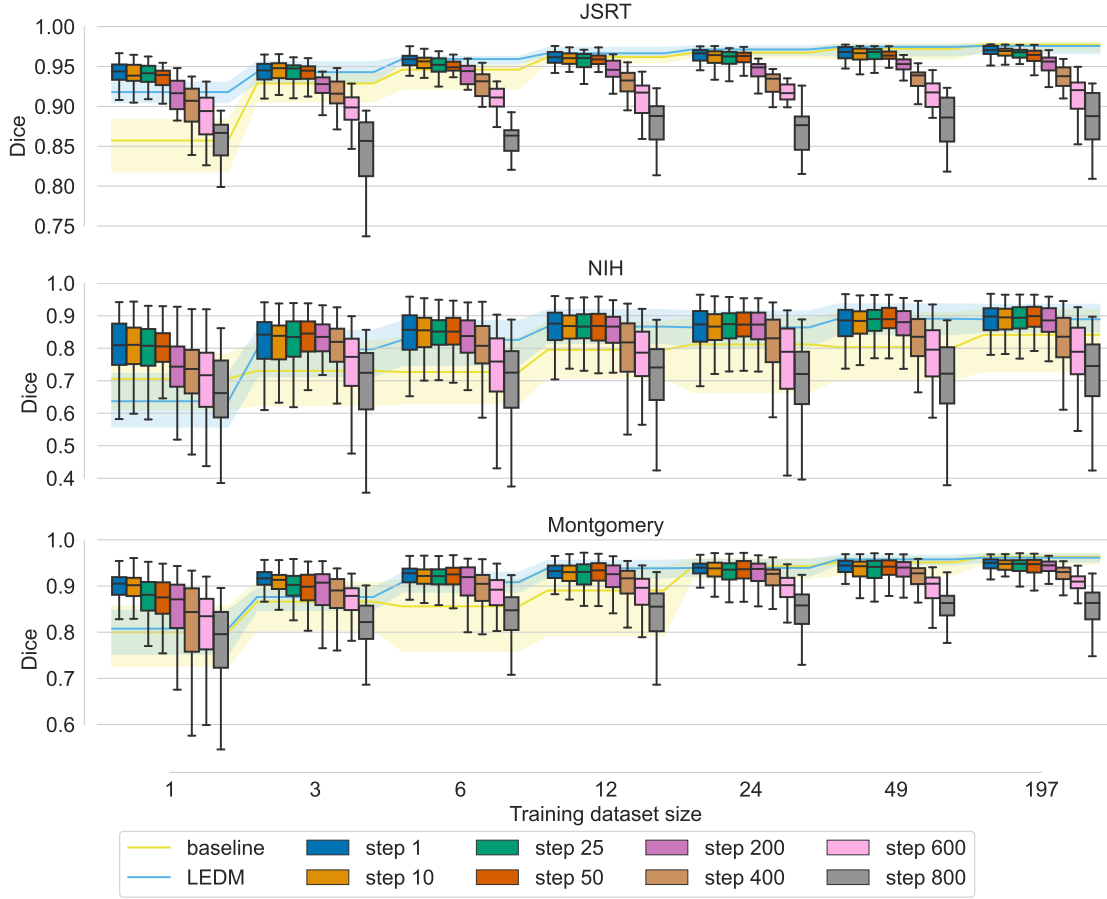 JSRT
1.00
0.95
0.90
0.85
0.80
0.75
Dice
NIH
1.0
0.9
0.8
0.7
0.6
0.5
0.4
Dice
Montgomery
1.0
0.9
0.8
0.7
0.6
Dice
1 3 6 12 24 49 197
Training dataset size
baseline step 1 step 25 step 200 step 600
LEDM step 10 step 50 step 400 step 800